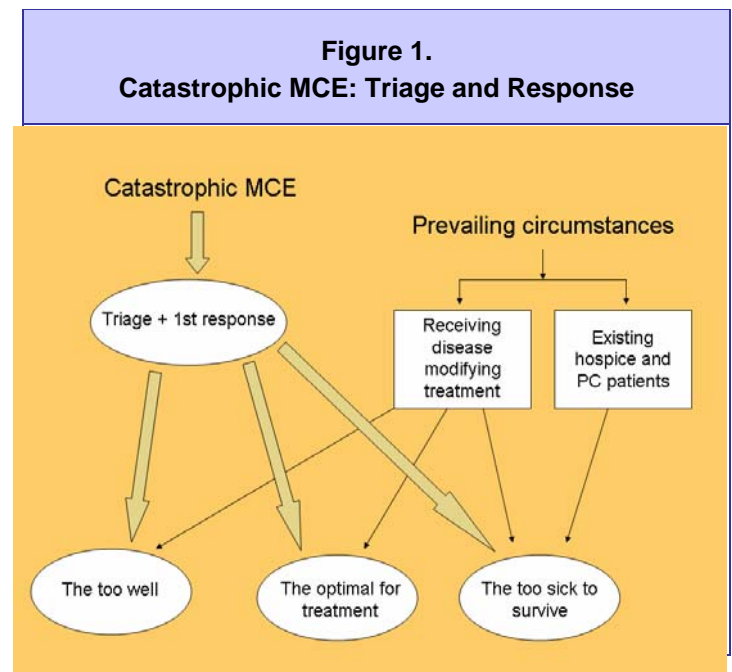 Figure 1.
Catastrophic MCE: Triage and Response
Catastrophic MCE
Prevailing circumstances
Triage + 1st response
Receiving
disease
modifying
treatment
Existing
hospice and
PC patients
The too well
The optimal for
treatment
The too sick to
survive